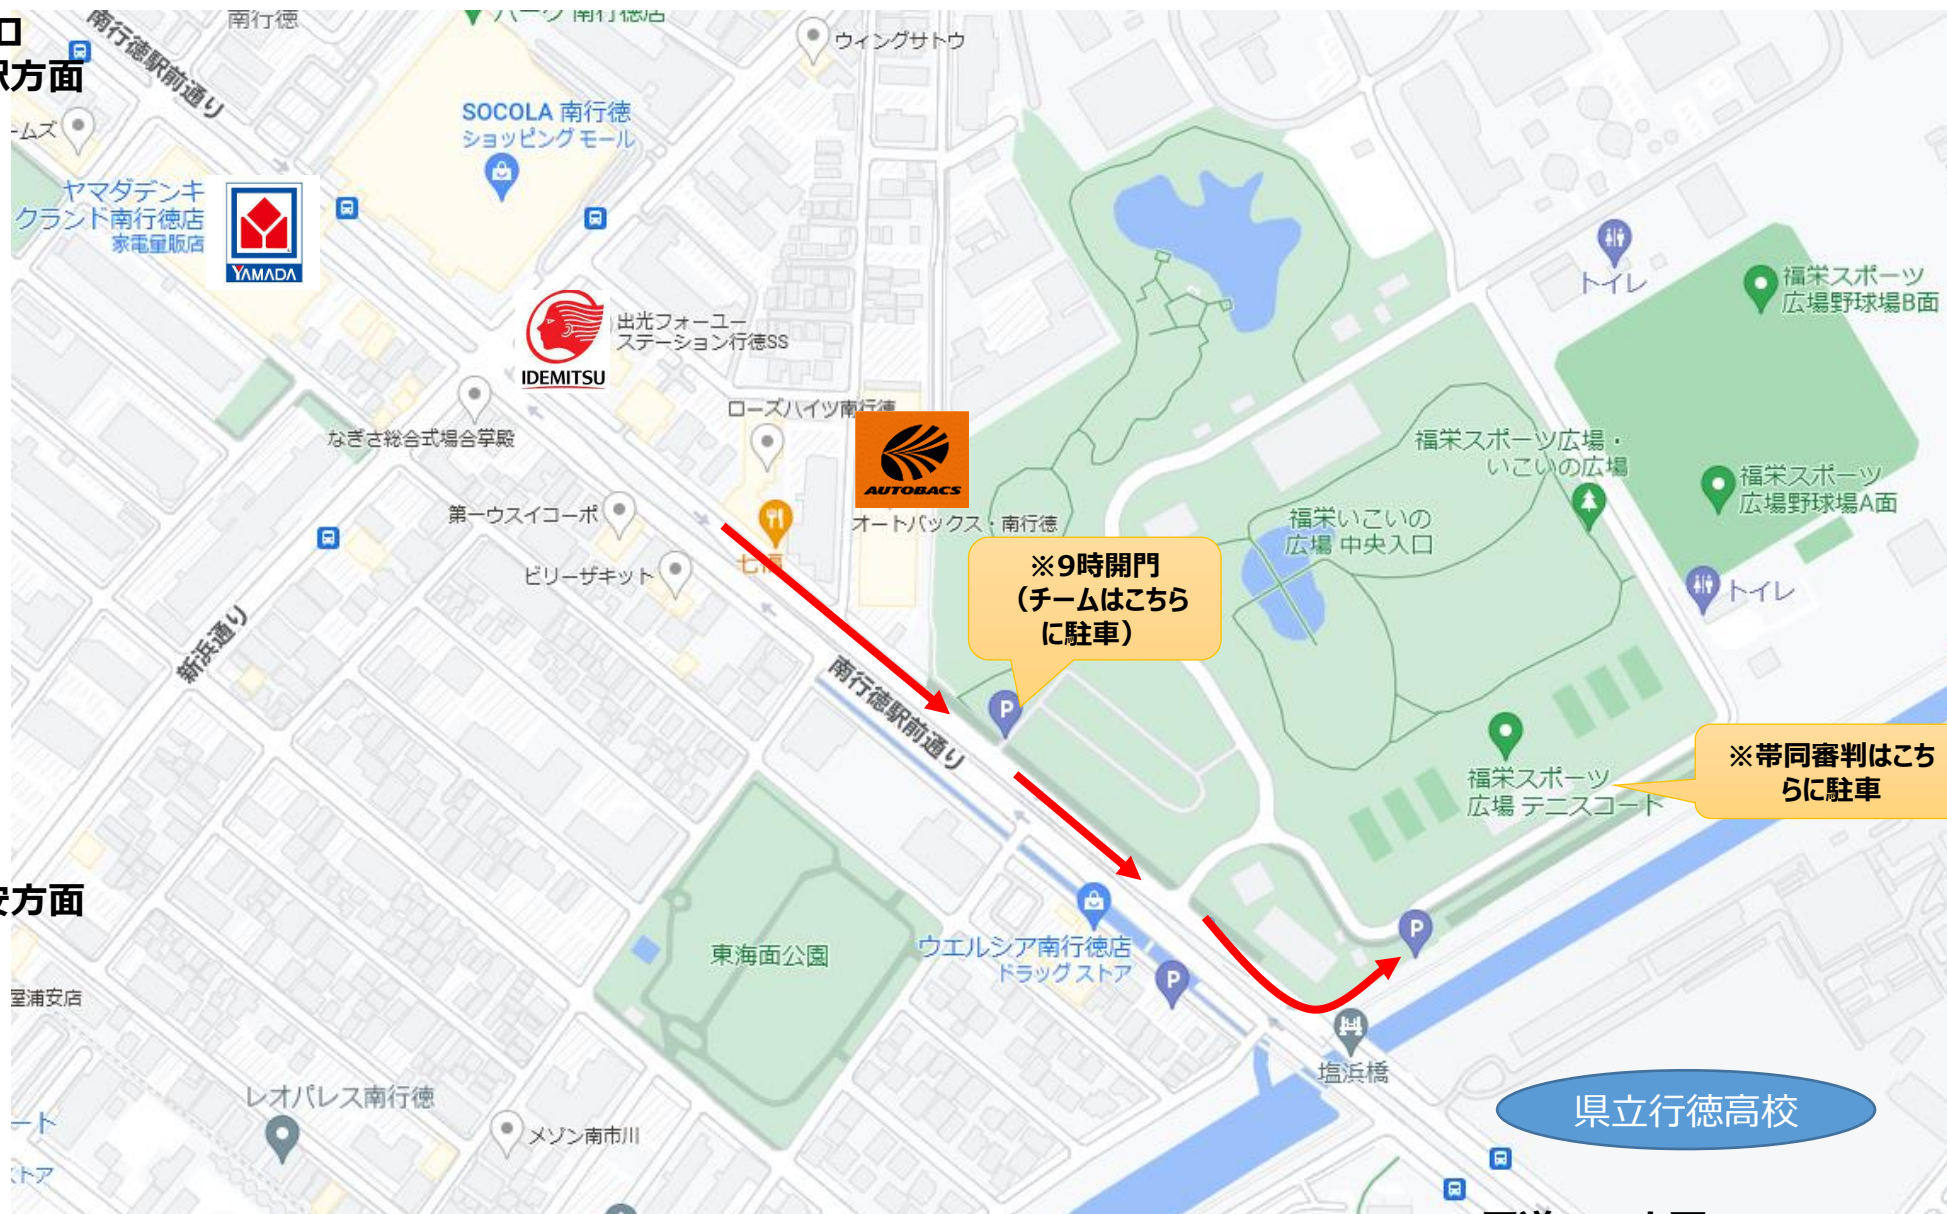 南行徳
ウィングサトウ
方面
南行徳駅前通り
SOCOLA 南行徳
ショッピング モール
ムズ
ヤマダデンキ
クランド南行徳店
家電量販店
YAMADA
トイレ
福栄スポーツ
広場野球場B面
出光フォーユー
ステーション行徳SS
IDEMITSU
ローズハイツ南行徳
なぎさ総合式場合掌殿
AUTOBACS
オートバックス・南行徳
福栄スポーツ広場・
いこいの広場
福栄スポーツ
広場野球場A面
第一ウスイコーポ
福栄いこいの
広場 中央入口
七福
ビリーザキット
※9時開門
（チームはこちら
に駐車）
トイレ
新浜通り
南行徳駅前通り
P
福栄スポーツ
広場 テニスコート
※帯同審判はこち
らに駐車
方面
東海面公園
ウエルシア南行徳店
ドラッグ ストア
P
P
屋浦安店
塩浜橋
レオパレス南行徳
県立行徳高校
ート
メゾン南市川
トア